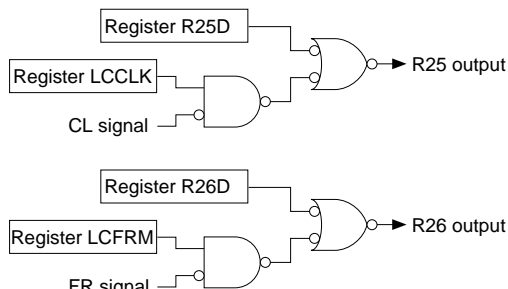 Register R25D
Register LCCLK
R25 output
CL signal
Register R26D
Register LCFRM
R26 output
FR signal